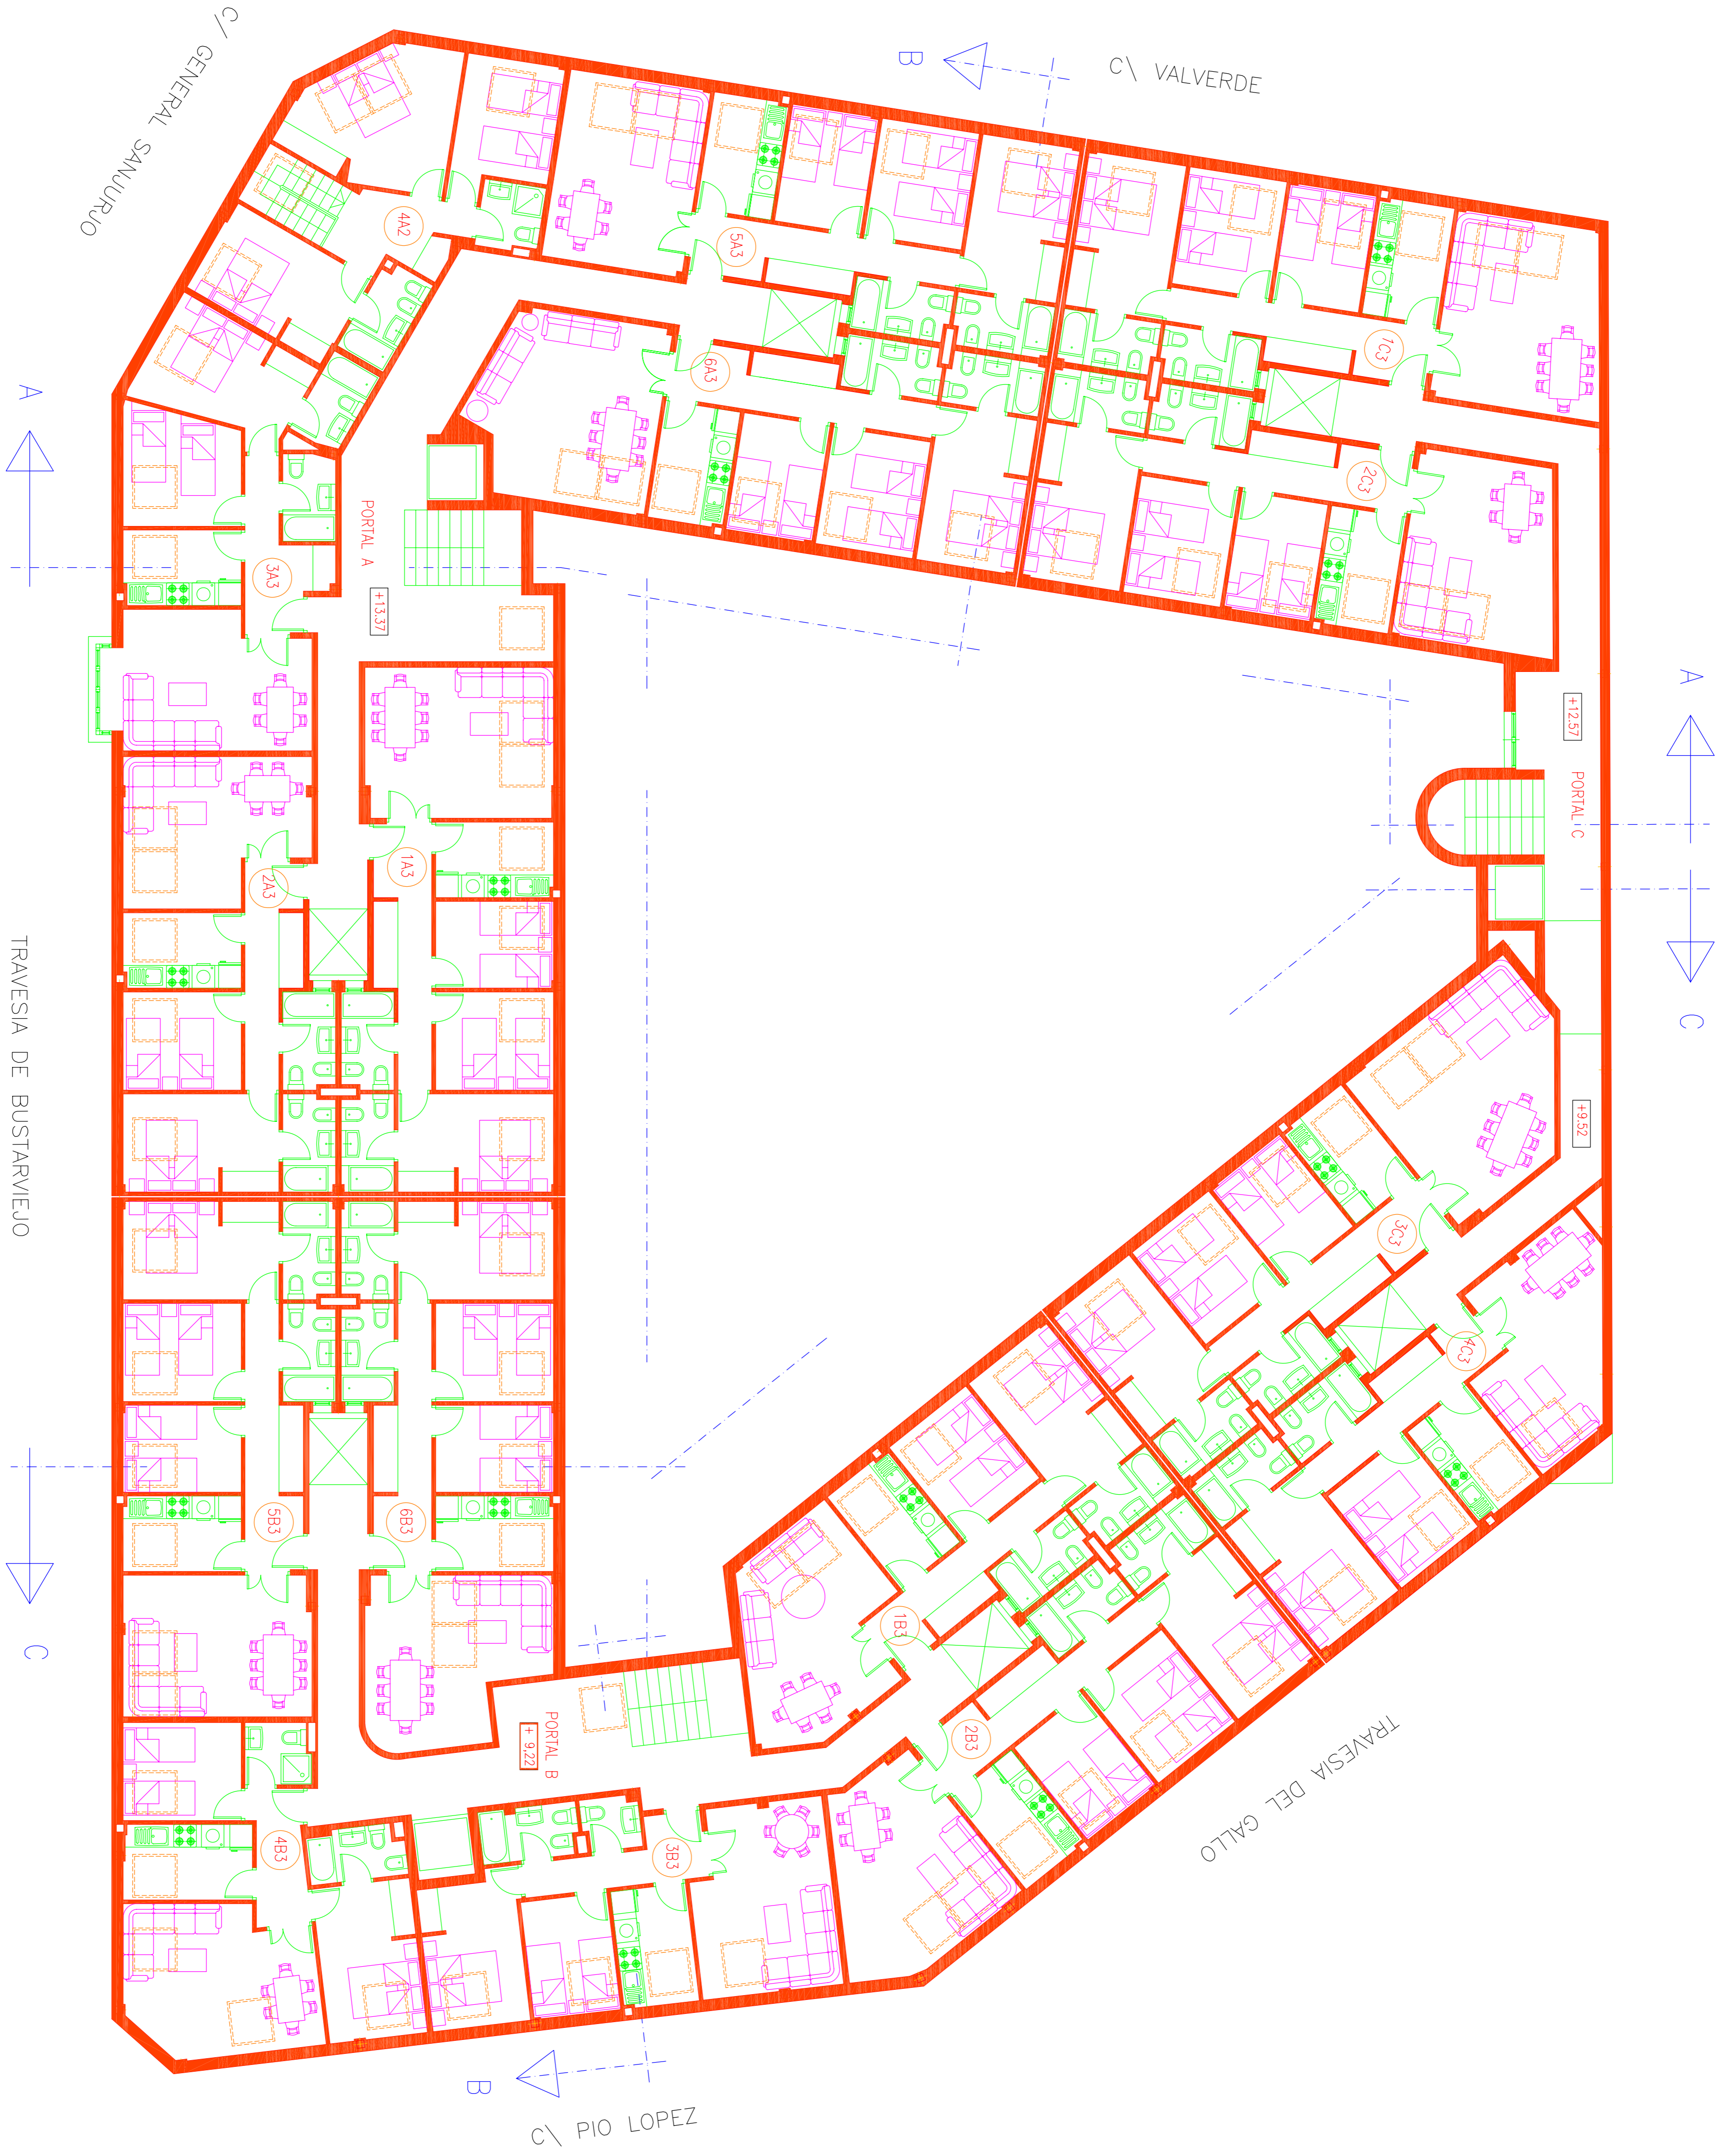 C/ GENERAL SANJURJO
B
C\ VALVERDE
4A2
5A3
6A3
1C3
2C3
A
PORTAL A
3A3
+13.37
A
+12.57
PORTAL C
C
1A3
2A3
TRAVESIA DE BUSTARVIEJO
+9.52
3C3
4C3
5B3
6B3
C
1B3
2B3
PORTAL B
+ 9,22
TRAVESIA DEL GALLO
4B3
3B3
B
C\ PIO LOPEZ